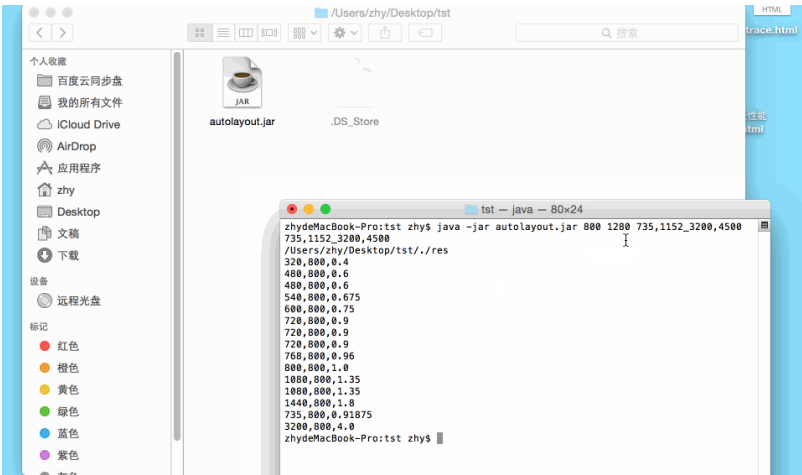 /Users/zhy/Desktop/tst
搜索
HTML
trace.html
性能
tml
个人收藏
百度云同步盘
我的所有文件
iCloud Drive
AirDrop
应用程序
zhy
Desktop
文稿
下载
设备
远程光盘
标记
红色
橙色
黄色
绿色
蓝色
紫色
JAR
autolayout.jar
.DS_Store
tst — java — 80×24
zhydeMacBook-Pro:tst zhy$ java -jar autolayout.jar 800 1280 735,1152_3200,4500
735,1152_3200,4500
/Users/zhy/Desktop/tst/./res
320,800,0.4
480,800,0.6
480,800,0.6
540,800,0.675
600,800,0.75
720,800,0.9
720,800,0.9
720,800,0.9
768,800,0.96
800,800,1.0
1080,800,1.35
1080,800,1.35
1440,800,1.8
735,800,0.91875
3200,800,4.0
zhydeMacBook-Pro:tst zhy$